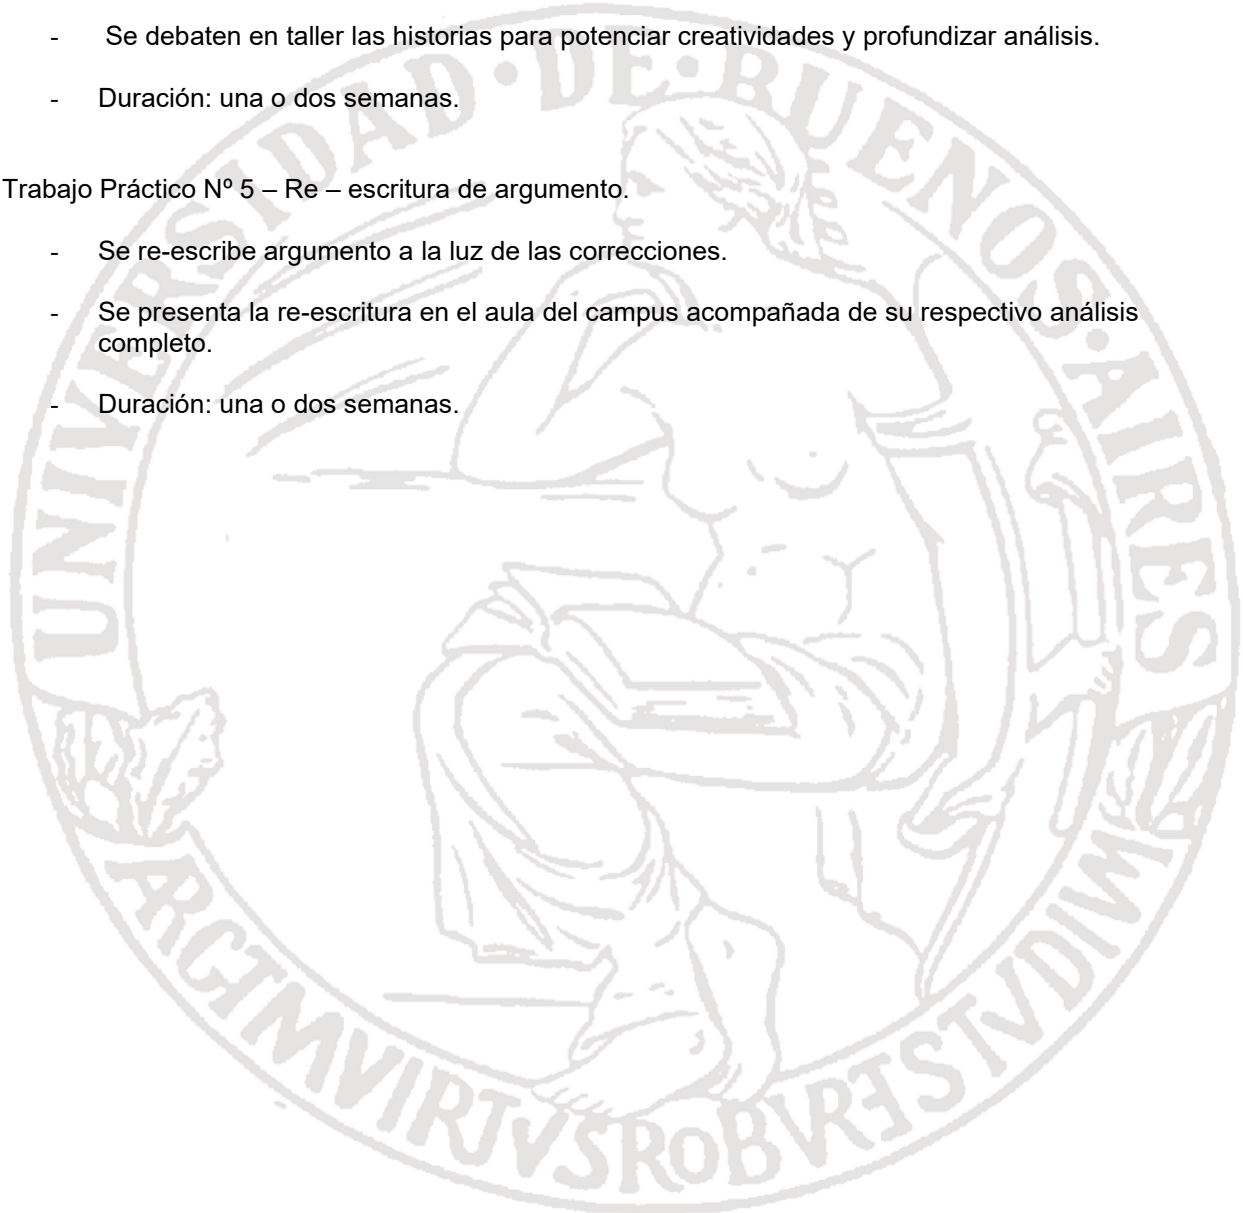 - Se debaten en taller las historias para potenciar creatividades y profundizar análisis.
- Duración: una o dos semanas.
Trabajo Práctico Nº 5 – Re – escritura de argumento.
- Se re-escribe argumento a la luz de las correcciones.
- Se presenta la re-escritura en el aula del campus acompañada de su respectivo análisis
completo.
- Duración: una o dos semanas.
UNIVERSIDAD • DE • BUENOS • AIRES
ARGTMVIRTVSROBVRETSTVDIVM